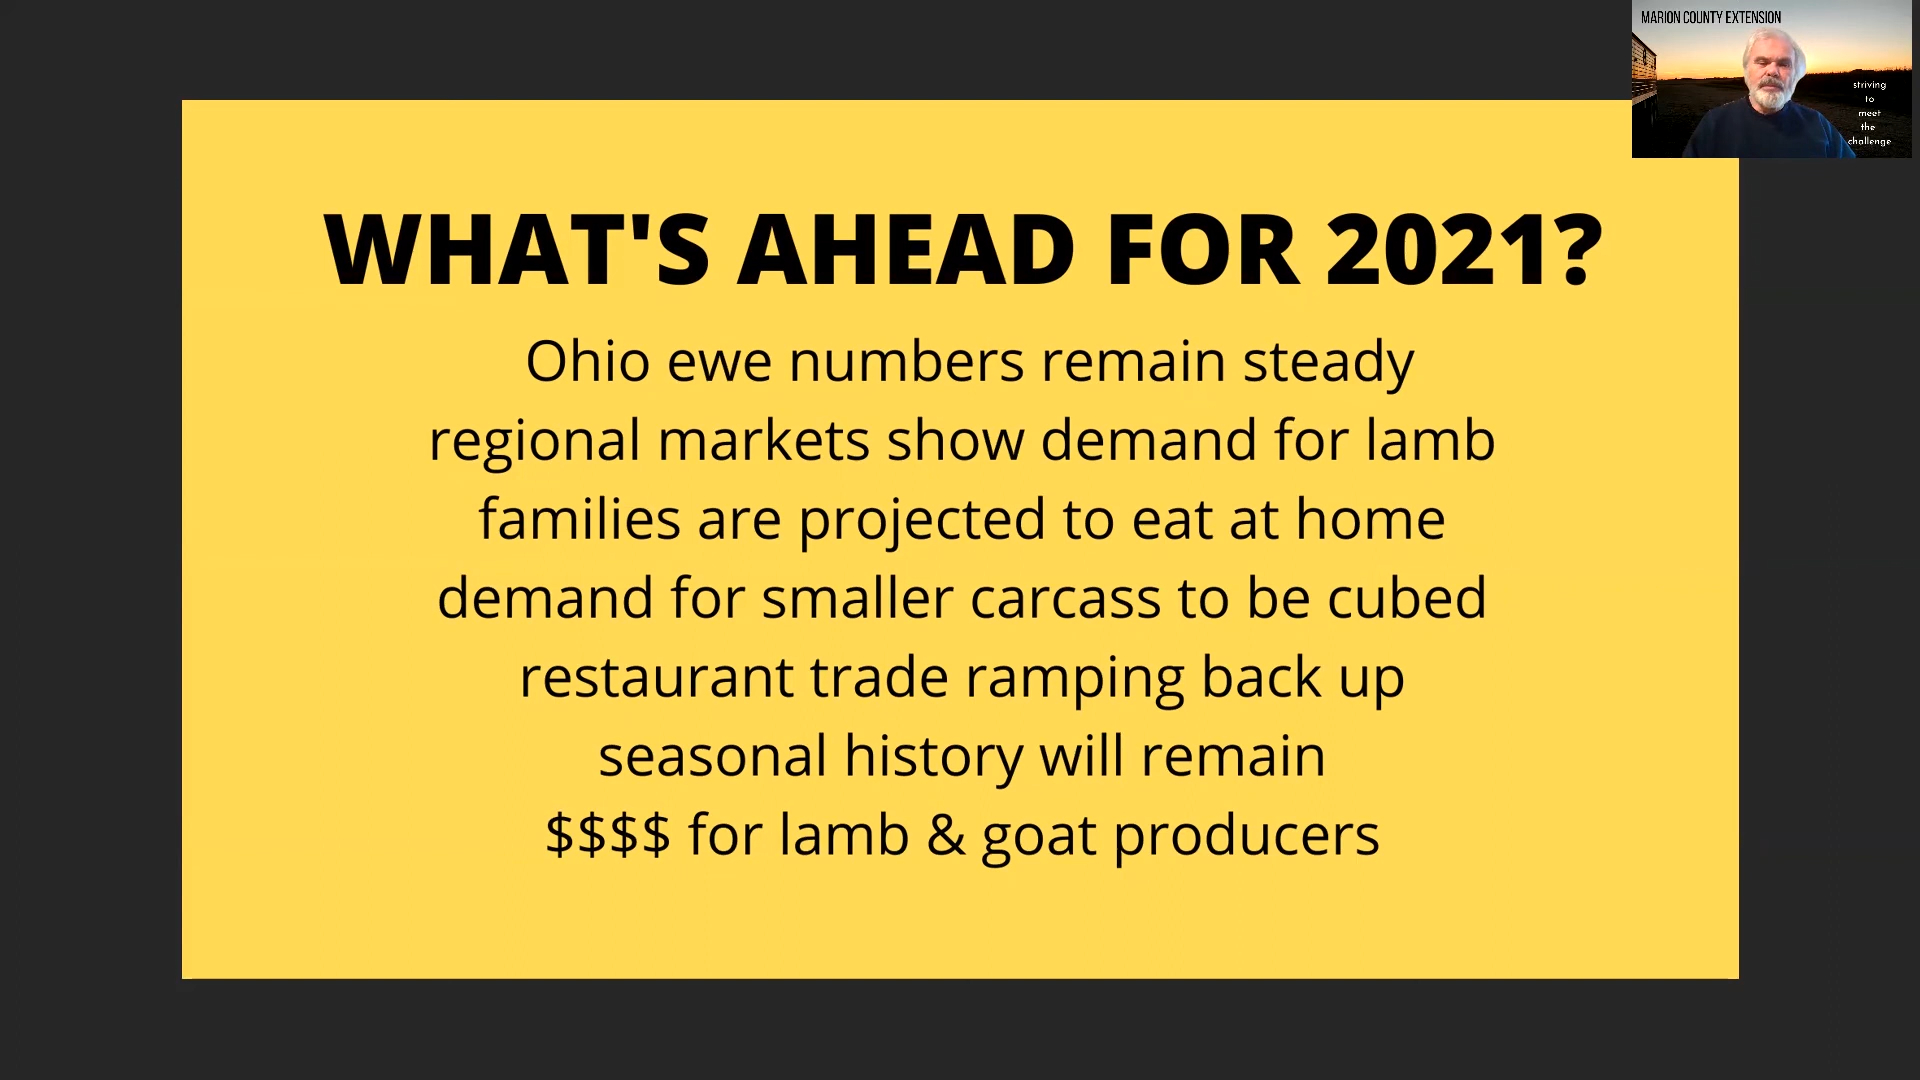 MARION COUNTY EXTENSION
striving
to
meet
the
challenge
WHAT'S AHEAD FOR 2021?
Ohio ewe numbers remain steady
regional markets show demand for lamb
families are projected to eat at home
demand for smaller carcass to be cubed
restaurant trade ramping back up
seasonal history will remain
$$$$ for lamb & goat producers